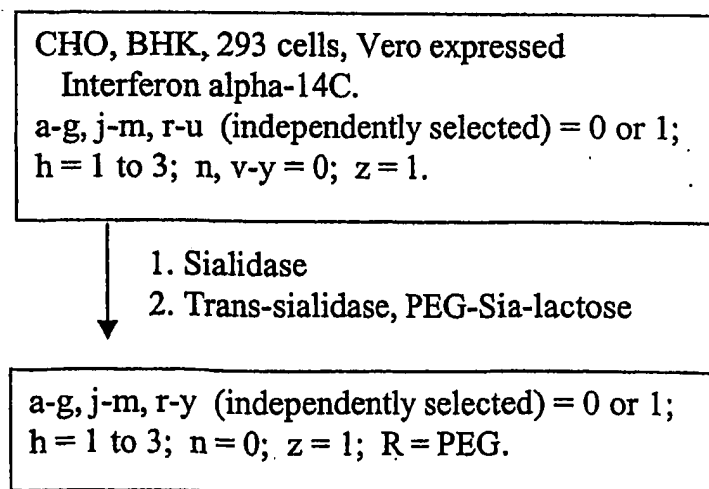 CHO, BHK, 293 cells, Vero expressed
Interferon alpha-14C.
a-g, j-m, r-u (independently selected) = 0 or 1;
h = 1 to 3; n, v-y = 0; z = 1.
1. Sialidase
2. Trans-sialidase, PEG-Sia-lactose
a-g, j-m, r-y (independently selected) = 0 or 1;
h = 1 to 3; n = 0; z = 1; R = PEG.